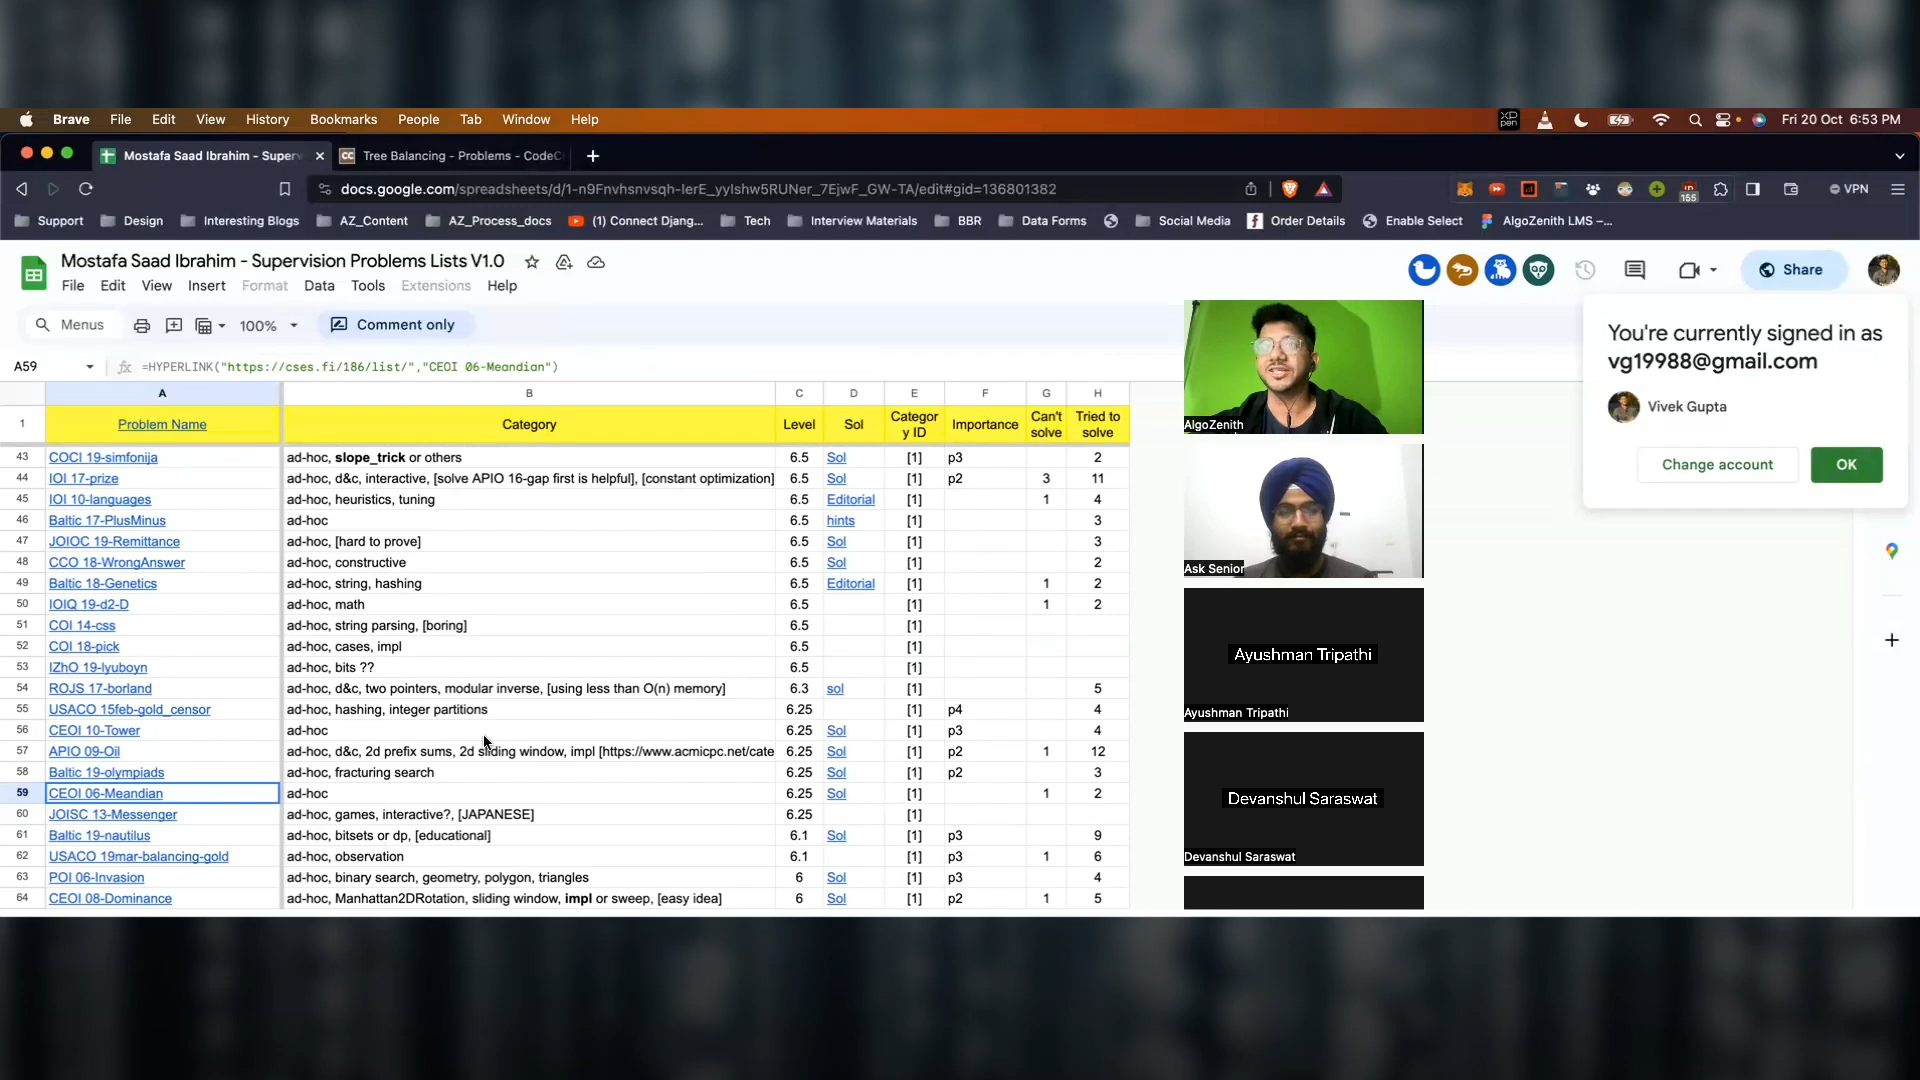 Brave File Edit View History Bookmarks People Tab Window Help XP pen Fri 20 Oct 6:53 PM
Mostafa Saad Ibrahim - Superv × CC Tree Balancing - Problems - CodeC +
docs.google.com/spreadsheets/d/1-n9Fnvhsnvsqh-IerE_yyIshw5RUNer_7EjwF_GW-TA/edit#gid=136801382 155 VPN
Support Design Interesting Blogs AZ_Content AZ_Process_docs (1) Connect Djang... Tech Interview Materials BBR Data Forms Social Media Order Details Enable Select AlgoZenith LMS –...
Mostafa Saad Ibrahim - Supervision Problems Lists V1.0
File Edit View Insert Format Data Tools Extensions Help
Share
Menus 100% Comment only
A59 fx =HYPERLINK("https://cses.fi/186/list/","CEOI 06-Meandian")
A B C D E F G H
1 Problem Name Category Level Sol Category ID Importance Can't solve Tried to solve
43 COCI 19-simfonija ad-hoc, slope_trick or others 6.5 Sol [1] p3 2
44 IOI 17-prize ad-hoc, d&c, interactive, [solve APIO 16-gap first is helpful], [constant optimization] 6.5 Sol [1] p2 3 11
45 IOI 10-languages ad-hoc, heuristics, tuning 6.5 Editorial [1] 1 4
46 Baltic 17-PlusMinus ad-hoc 6.5 hints [1] 3
47 JOIOC 19-Remittance ad-hoc, [hard to prove] 6.5 Sol [1] 3
48 CCO 18-WrongAnswer ad-hoc, constructive 6.5 Sol [1] 2
49 Baltic 18-Genetics ad-hoc, string, hashing 6.5 Editorial [1] 1 2
50 IOIQ 19-d2-D ad-hoc, math 6.5 [1] 1 2
51 COI 14-css ad-hoc, string parsing, [boring] 6.5 [1]
52 COI 18-pick ad-hoc, cases, impl 6.5 [1]
53 IZhO 19-lyuboyn ad-hoc, bits ?? 6.5 [1]
54 ROJS 17-borland ad-hoc, d&c, two pointers, modular inverse, [using less than O(n) memory] 6.3 sol [1] 5
55 USACO 15feb-gold_censor ad-hoc, hashing, integer partitions 6.25 [1] p4 4
56 CEOI 10-Tower ad-hoc 6.25 Sol [1] p3 4
57 APIO 09-Oil ad-hoc, d&c, 2d prefix sums, 2d sliding window, impl [https://www.acmicpc.net/cate 6.25 Sol [1] p2 1 12
58 Baltic 19-olympiads ad-hoc, fracturing search 6.25 Sol [1] p2 3
59 CEOI 06-Meandian ad-hoc 6.25 Sol [1] 1 2
60 JOISC 13-Messenger ad-hoc, games, interactive?, [JAPANESE] 6.25 [1]
61 Baltic 19-nautilus ad-hoc, bitsets or dp, [educational] 6.1 Sol [1] p3 9
62 USACO 19mar-balancing-gold ad-hoc, observation 6.1 [1] p3 1 6
63 POI 06-Invasion ad-hoc, binary search, geometry, polygon, triangles 6 Sol [1] p3 4
64 CEOI 08-Dominance ad-hoc, Manhattan2DRotation, sliding window, impl or sweep, [easy idea] 6 Sol [1] p2 1 5
AlgoZenith
Ask Senior
Ayushman Tripathi
Ayushman Tripathi
Devanshul Saraswat
Devanshul Saraswat
You're currently signed in as
vg19988@gmail.com
Vivek Gupta
Change account OK